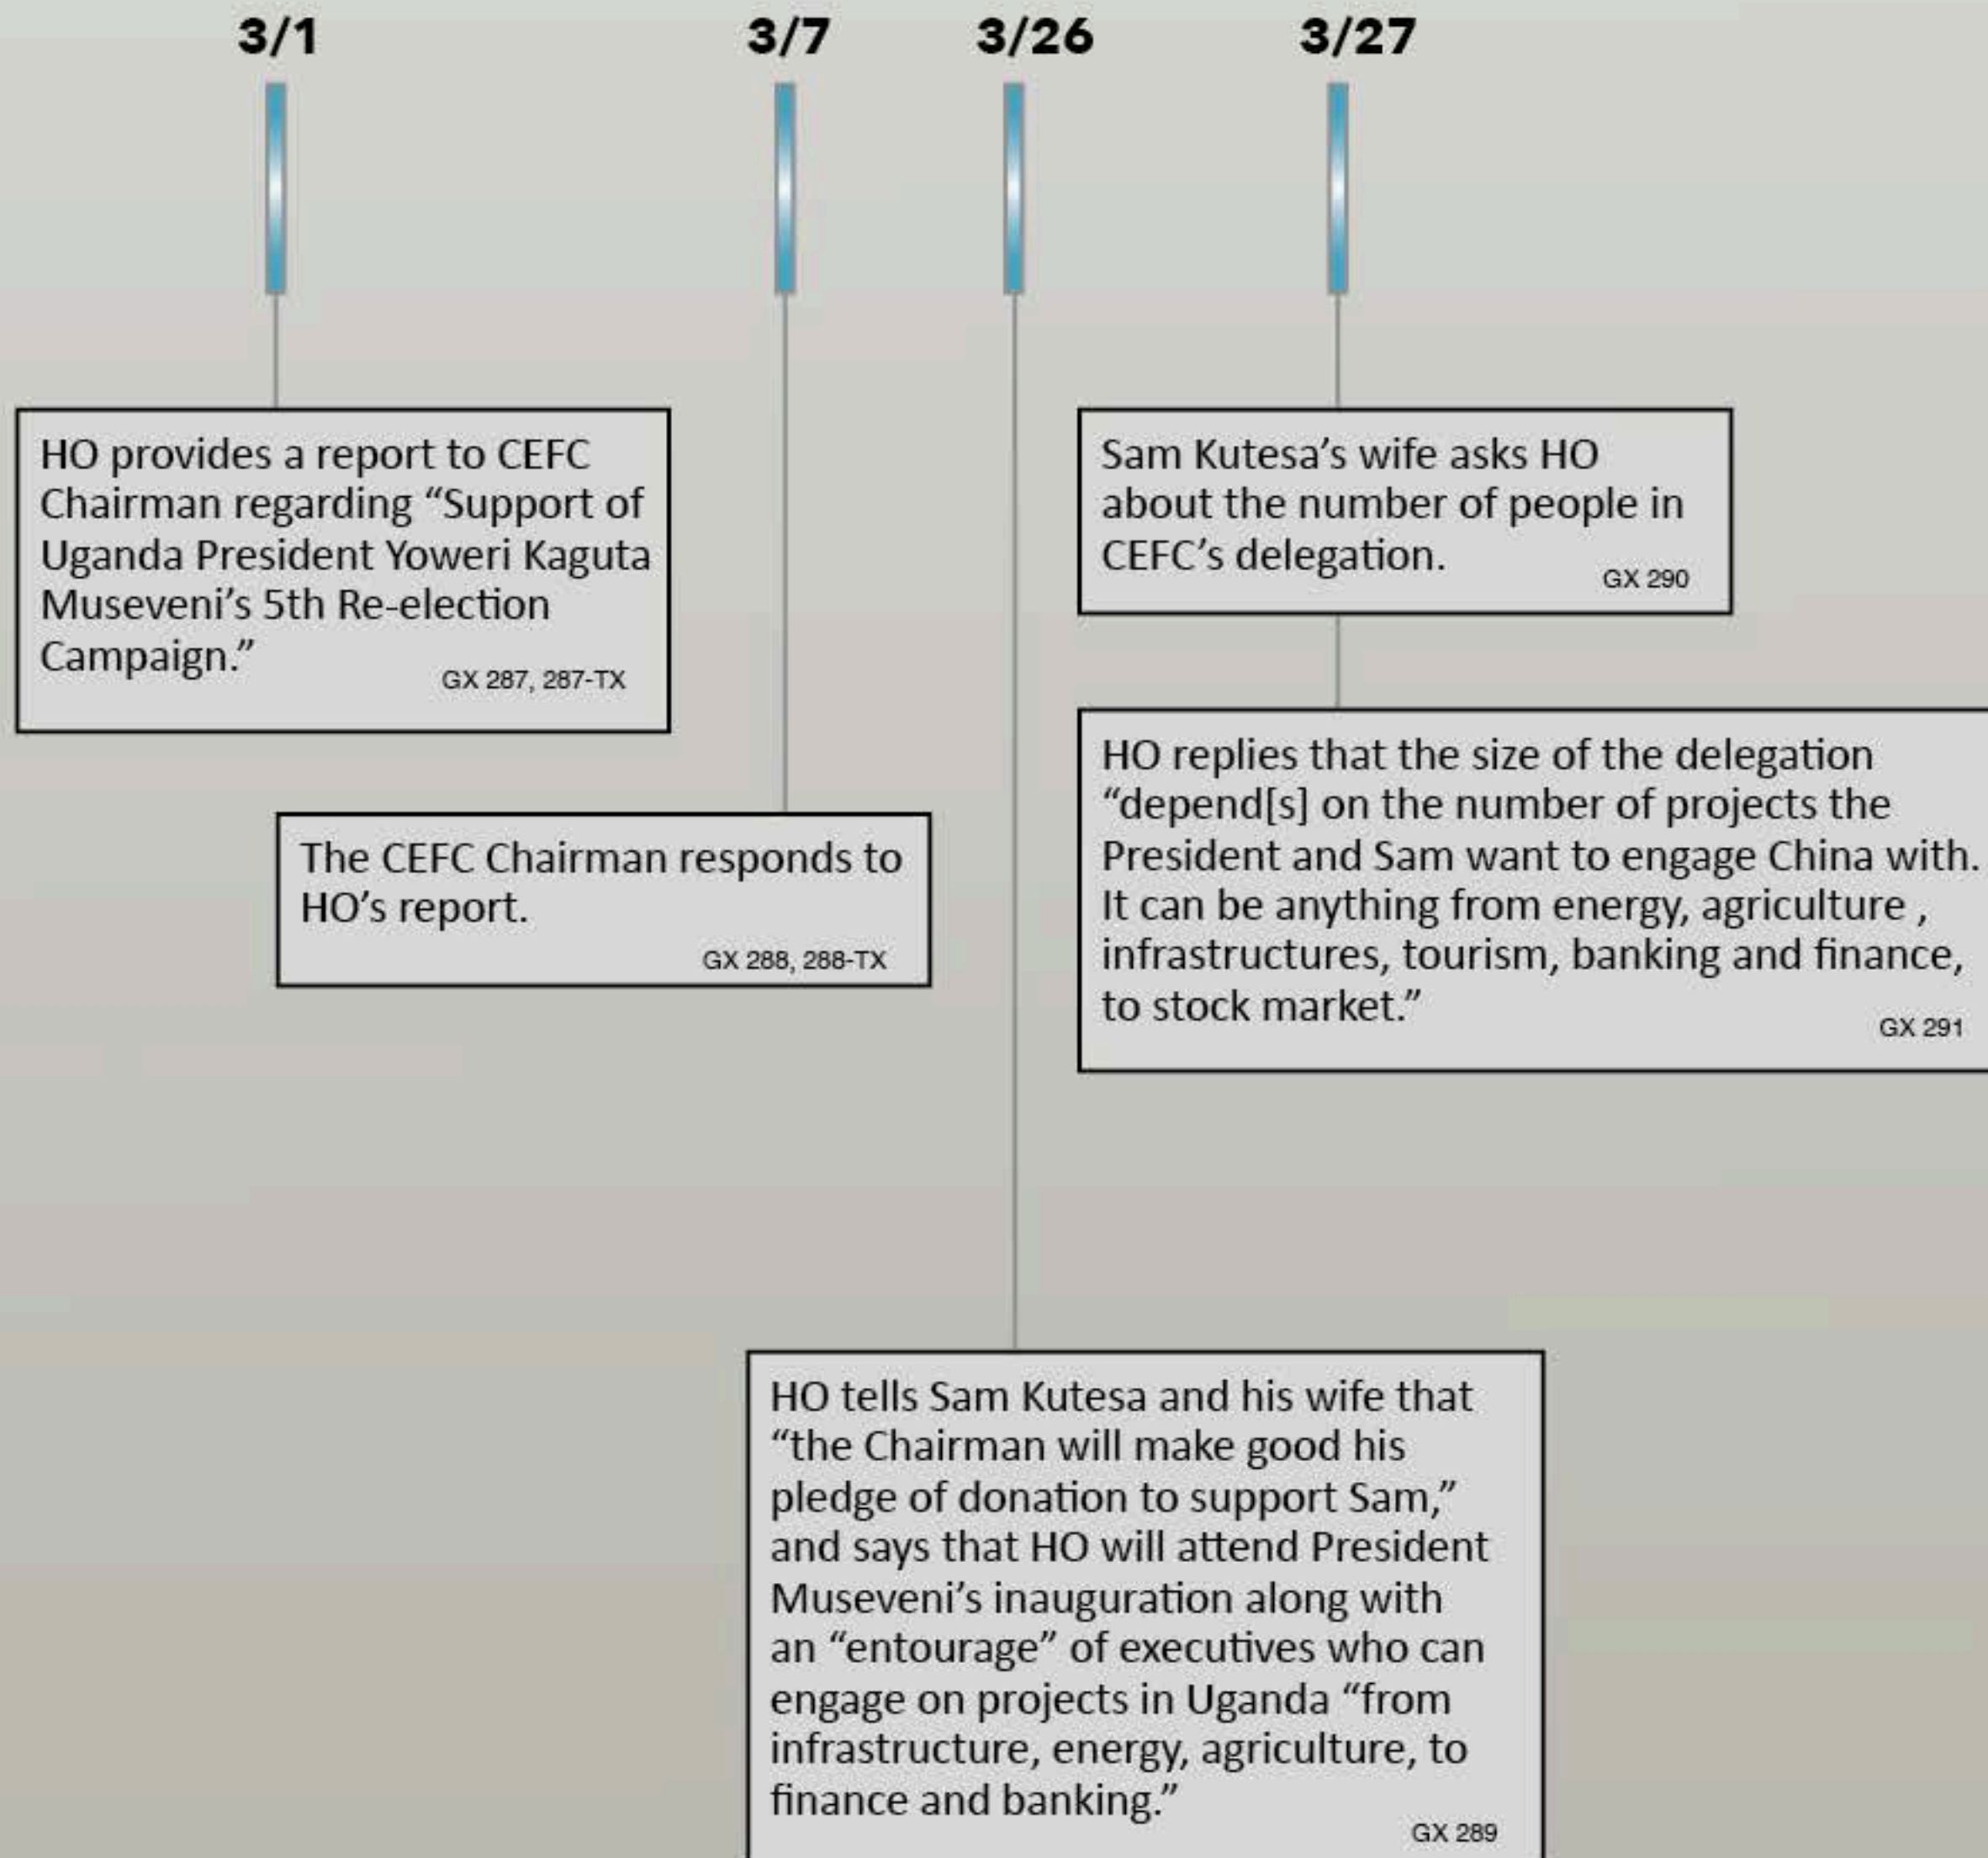 3/1
3/7
3/26
3/27
HO provides a report to CEFC
Chairman regarding “Support of
Uganda President Yoweri Kaguta
Museveni’s 5th Re-election
Campaign.”
GX 287, 287-TX
The CEFC Chairman responds to
HO’s report.
GX 288, 288-TX
HO tells Sam Kutesa and his wife that
“the Chairman will make good his
pledge of donation to support Sam,”
and says that HO will attend President
Museveni’s inauguration along with
an “entourage” of executives who can
engage on projects in Uganda “from
infrastructure, energy, agriculture, to
finance and banking.”
GX 289
Sam Kutesa’s wife asks HO
about the number of people in
CEFC’s delegation.
GX 290
HO replies that the size of the delegation
“depend[s] on the number of projects the
President and Sam want to engage China with.
It can be anything from energy, agriculture ,
infrastructures, tourism, banking and finance,
to stock market.”
GX 291